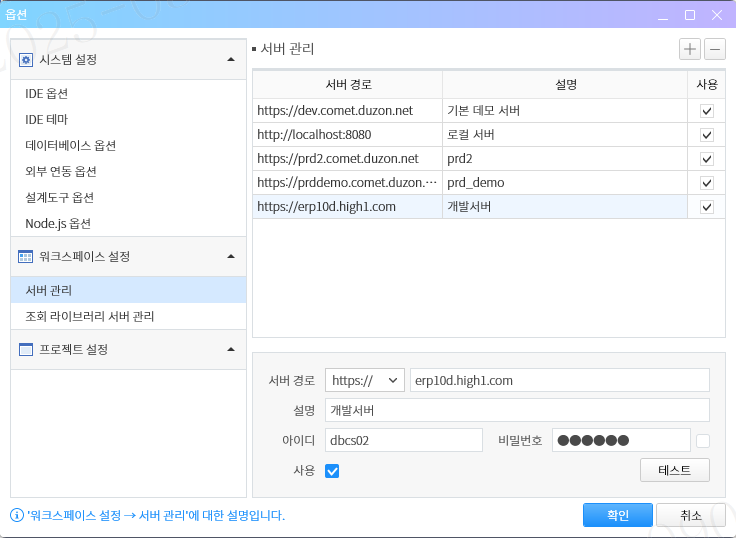 옵션
시스템 설정
IDE 옵션
IDE 테마
데이터베이스 옵션
외부 연동 옵션
설계도구 옵션
Node.js 옵션
워크스페이스 설정
서버 관리
조회 라이브러리 서버 관리
프로젝트 설정
서버 관리
서버 경로 설명 사용
https://dev.comet.duzon.net 기본 데모 서버
http://localhost:8080 로컬 서버
https://prd2.comet.duzon.net prd2
https://prddemo.comet.duzon.⋯ prd_demo
https://erp10d.high1.com 개발서버
서버 경로 https:// erp10d.high1.com
설명 개발서버
아이디 dbcs02 비밀번호 ●●●●●●
사용 테스트
'워크스페이스 설정 → 서버 관리'에 대한 설명입니다.
확인 취소